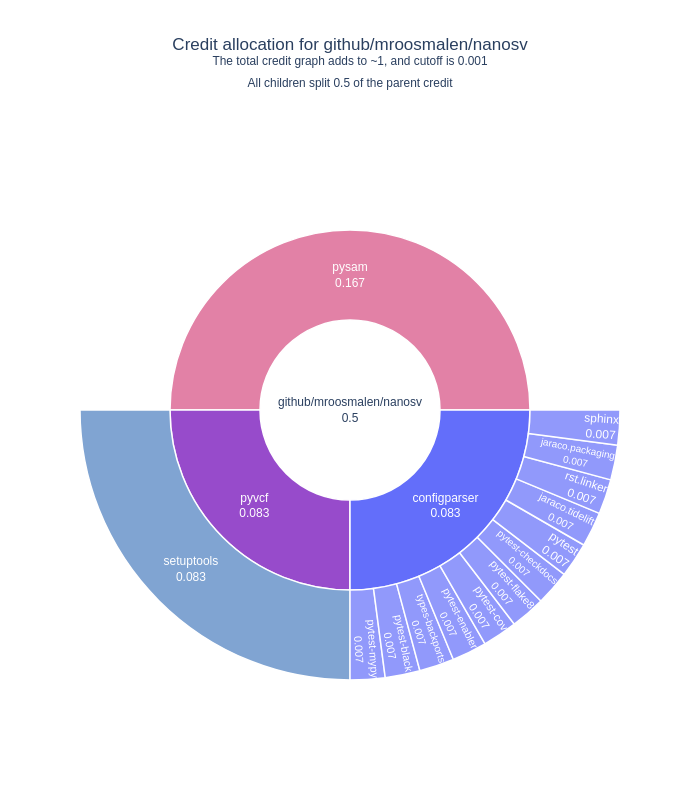 Credit allocation for github/mroosmalen/nanosv
The total credit graph adds to ~1, and cutoff is 0.001
All children split 0.5 of the parent credit
pysam
0.167
github/mroosmalen/nanosv
0.5
pyvcf
0.083
configparser
0.083
setuptools
0.083
sphinx
0.007
jaraco.packaging
0.007
rst.linker
0.007
jaraco.tidelift
0.007
pytest
0.007
pytest-checkdocs
0.007
pytest-flake8
0.007
pytest-cov
0.007
pytest-enabler
0.007
types-backports
0.007
pytest-black
0.007
pytest-mypy
0.007